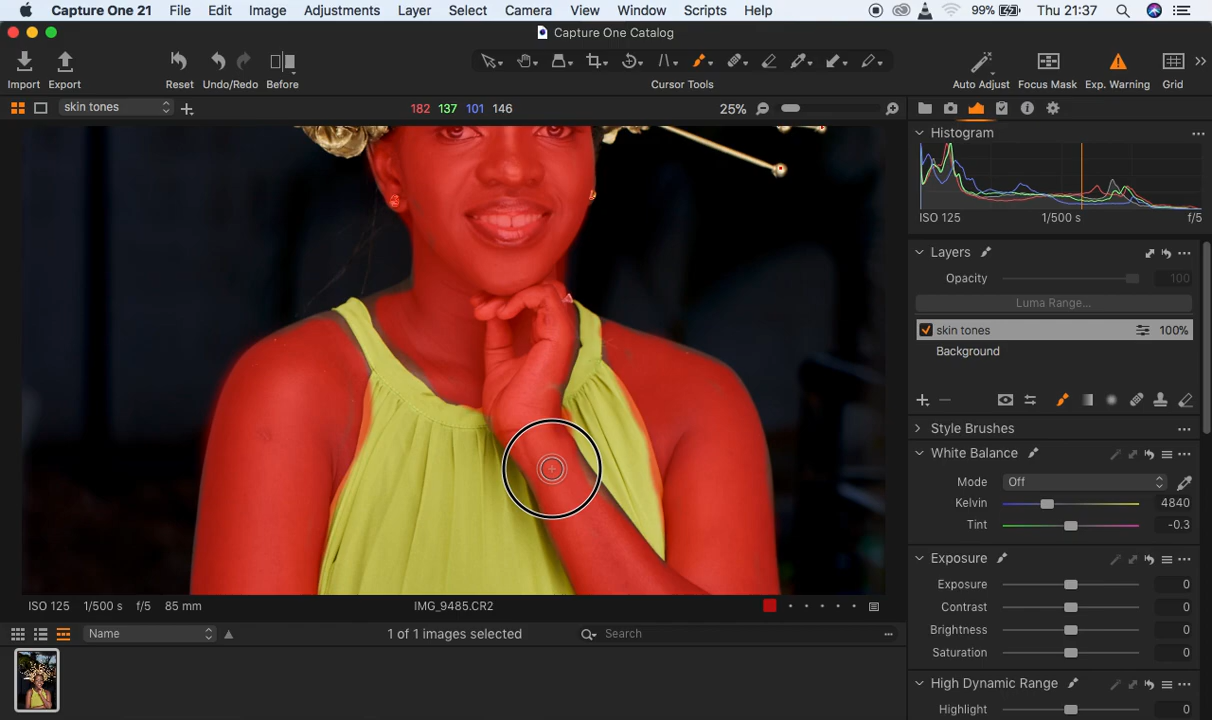 Capture One 21 File Edit Image Adjustments Layer Select Camera View Window Scripts Help 99% Thu 21:37
Capture One Catalog
Import Export Reset Undo/Redo Before Cursor Tools Auto Adjust Focus Mask Exp. Warning Grid
skin tones 182 137 101 146 25%
Histogram
ISO 125 1/500 s f/5
Layers
Opacity 100
Luma Range...
skin tones 100%
Background
Style Brushes
White Balance
Mode Off
Kelvin 4840
Tint -0.3
Exposure
Exposure 0
Contrast 0
Brightness 0
Saturation 0
High Dynamic Range
Highlight 0
ISO 125 1/500 s f/5 85 mm IMG_9485.CR2
Name 1 of 1 images selected Search